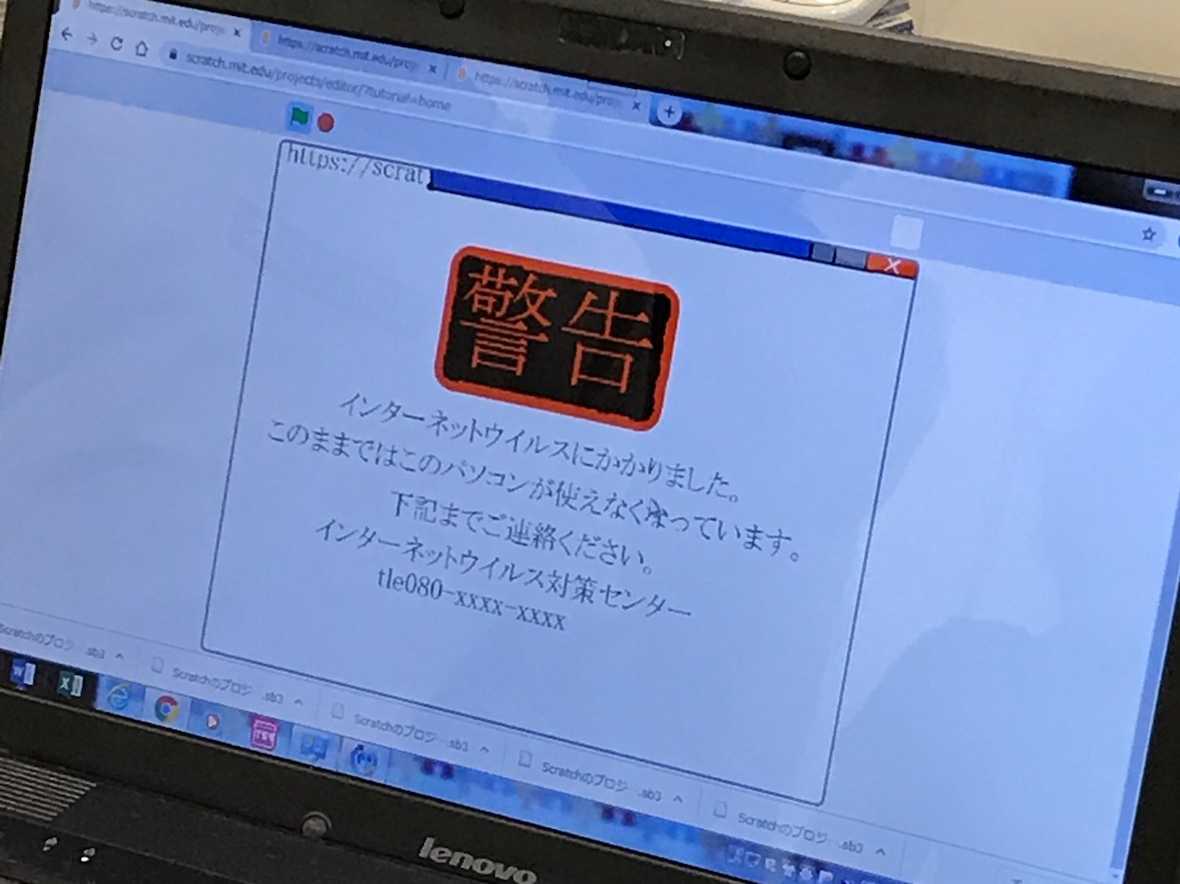 https://scratch.mit.edu/proje
https://scratch.mit.edu/proje
https://scratch.mit.edu/proje
scratch.mit.edu/projects/editor/?tutorial=home
https://scrat
警告
インターネットウイルスにかかりました。
このままではこのパソコンが使えなくなっています。
下記までご連絡ください。
インターネットウイルス対策センター
tle080-xxxx-xxxx
Scratchのプロジ....sb3
Scratchのプロジ....sb3
Scratchのプロジ....sb3
Scratchのプロジ....sb3
Scratchのプロジ....sb3
lenovo